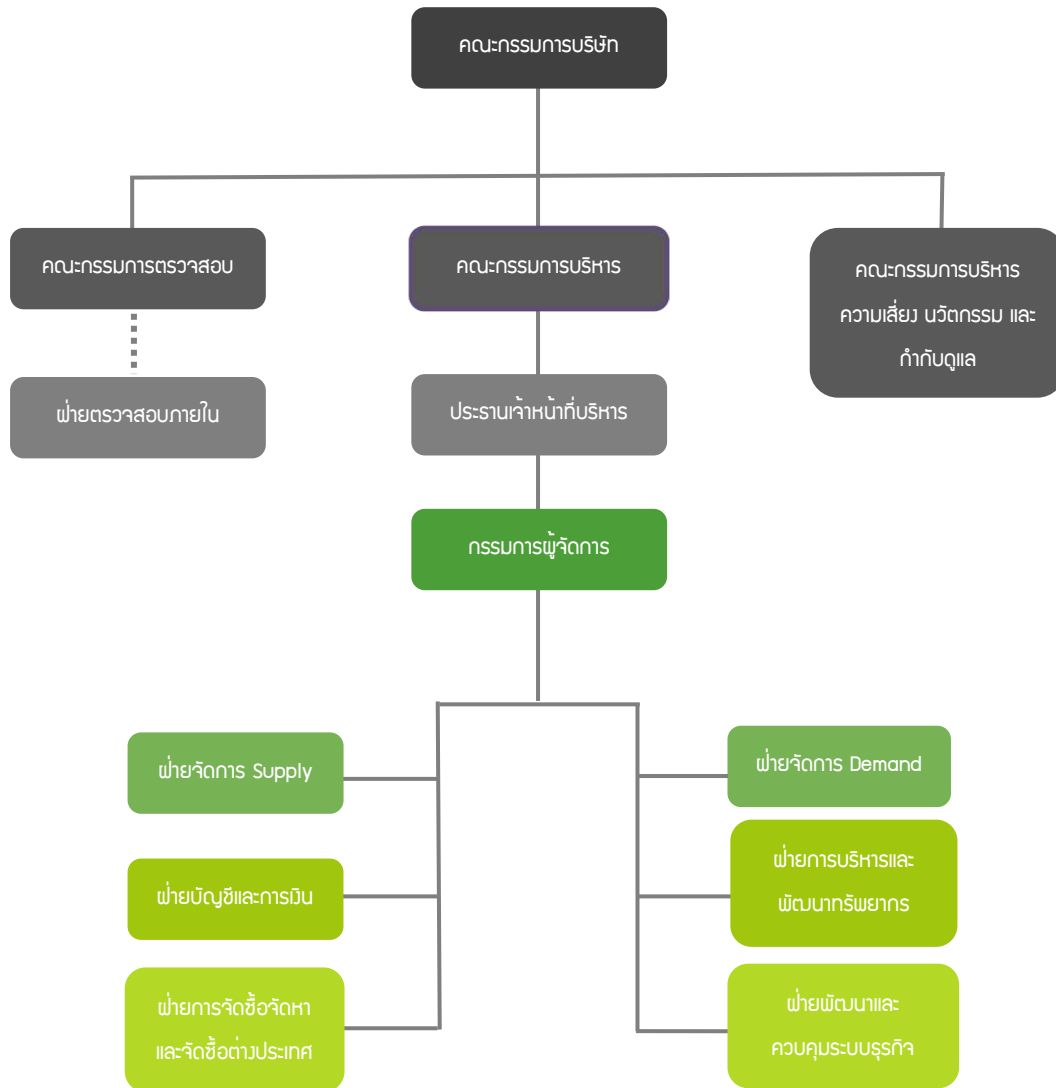 คณะกรรมการบริษัท
คณะกรรมการตรวจสอบ
คณะกรรมการบริหาร
คณะกรรมการบริหาร
ความเสี่ยง นวัตกรรม และ
กำกับดูแล
ฝ่ายตรวจสอบภายใน
ประธานเจ้าหน้าที่บริหาร
กรรมการผู้จัดการ
ฝ่ายจัดการ Supply
ฝ่ายจัดการ Demand
ฝ่ายบัญชีและการเงิน
ฝ่ายการบริหารและ
พัฒนาทรัพยากร
ฝ่ายการจัดซื้อจัดหา
และจัดซื้อต่างประเทศ
ฝ่ายพัฒนาและ
ควบคุมระบบธุรกิจ